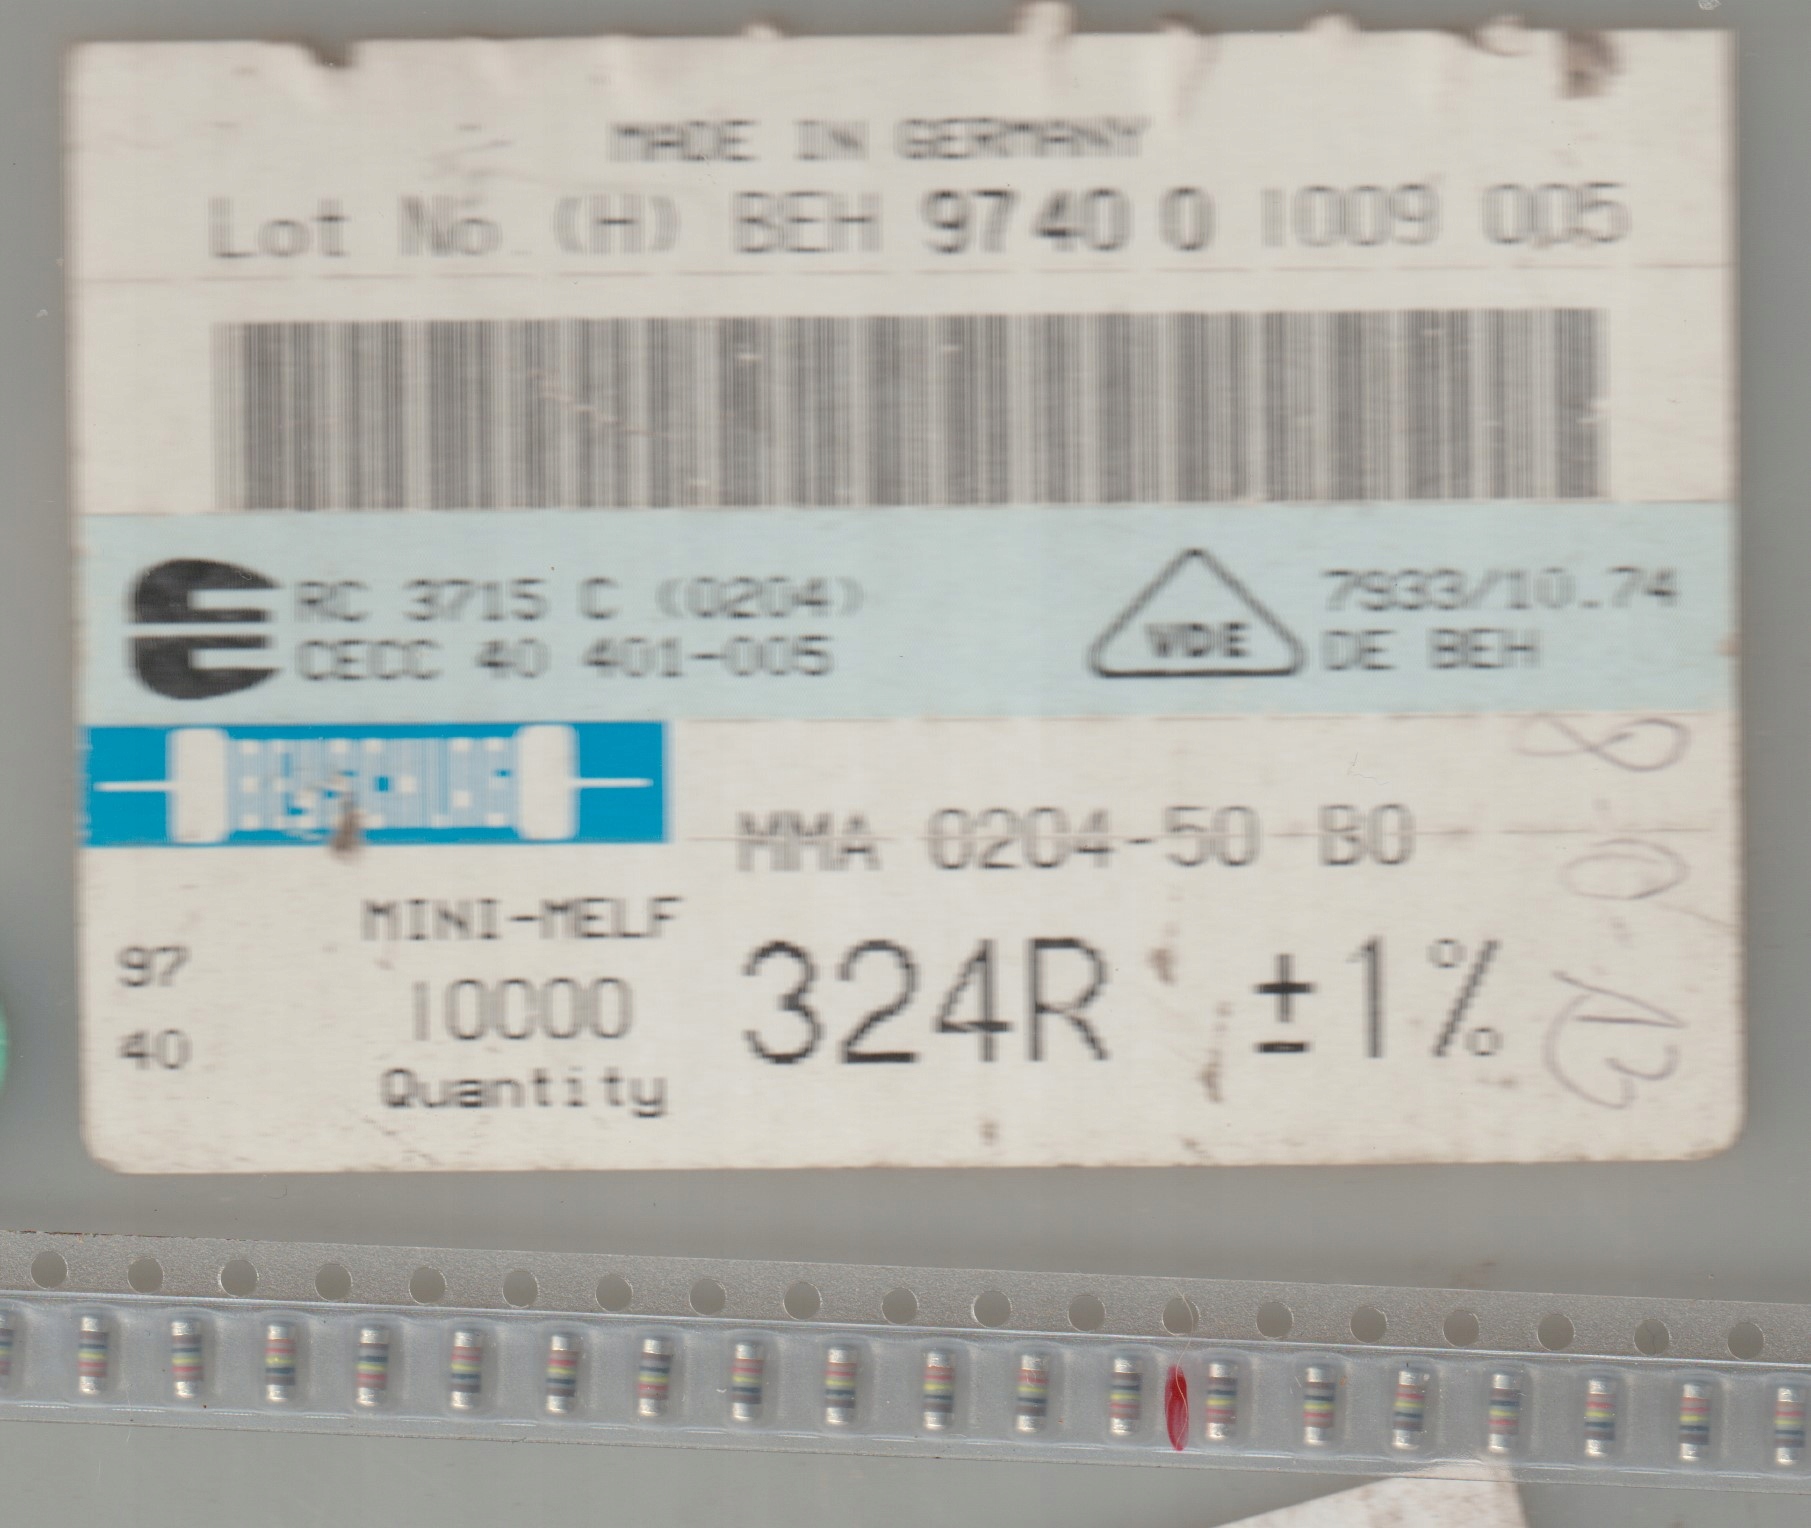 MADE IN GERMANY
Lot No. (H) BEH 9740 0 1009 005
RC 3715 C (0204)
CECC 40 401-005
VDE
7933/10.74
DE BEH
MMA 0204-50 B0
MINI-MELF
97
40
10000
Quantity
324R ±1%